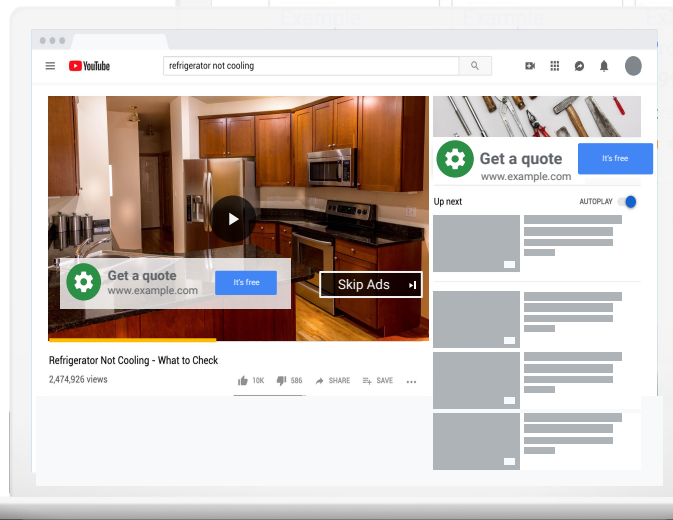 Example
Example
YouTube
refrigerator not cooling
Get a quote
www.example.com
It's free
Skip Ads
Get a quote
www.example.com
It's free
Up next
AUTOPLAY
Refrigerator Not Cooling - What to Check
2,474,926 views
10K
586
SHARE
SAVE